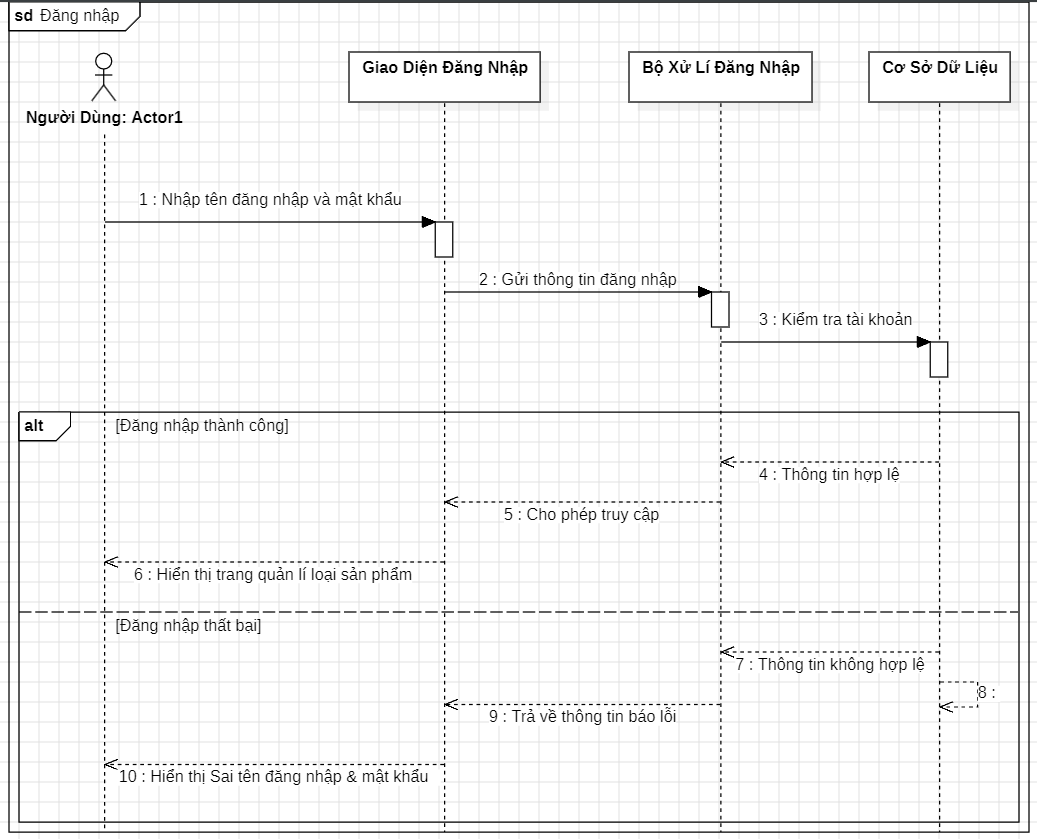 sd Đăng nhập
Người Dùng: Actor1
Giao Diện Đăng Nhập
Bộ Xử Lí Đăng Nhập
Cơ Sở Dữ Liệu
1 : Nhập tên đăng nhập và mật khẩu
2 : Gửi thông tin đăng nhập
3 : Kiểm tra tài khoản
alt
[Đăng nhập thành công]
4 : Thông tin hợp lệ
5 : Cho phép truy cập
6 : Hiển thị trang quản lí loại sản phẩm
[Đăng nhập thất bại]
7 : Thông tin không hợp lệ
8 :
9 : Trả về thông tin báo lỗi
10 : Hiển thị Sai tên đăng nhập & mật khẩu